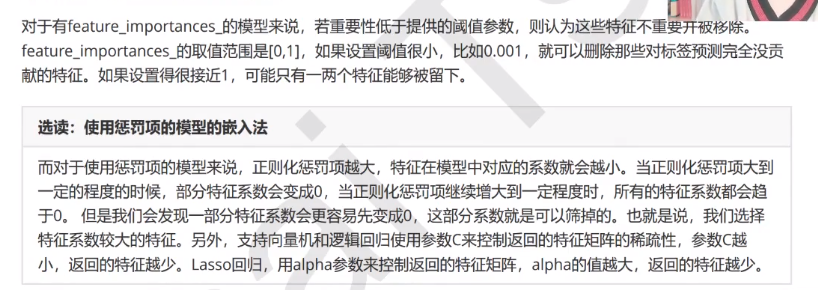 对于有feature_importances_的模型来说，若重要性低于提供的阈值参数，则认为这些特征不重要并被移除。
feature_importances_的取值范围是[0,1]，如果设置阈值很小，比如0.001，就可以删除那些对标签预测完全没贡
献的特征。如果设置得很接近1，可能只有一两个特征能够被留下。
选读：使用惩罚项的模型的嵌入法
而对于使用惩罚项的模型来说，正则化惩罚项越大，特征在模型中对应的系数就会越小。当正则化惩罚项大到
一定的程度的时候，部分特征系数会变成0，当正则化惩罚项继续增大到一定程度时，所有的特征系数都会趋
于0。 但是我们会发现一部分特征系数会更容易先变成0，这部分系数就是可以筛掉的。也就是说，我们选择
特征系数较大的特征。另外，支持向量机和逻辑回归使用参数C来控制返回的特征矩阵的稀疏性，参数C越
小，返回的特征越少。Lasso回归，用alpha参数来控制返回的特征矩阵，alpha的值越大，返回的特征越少。